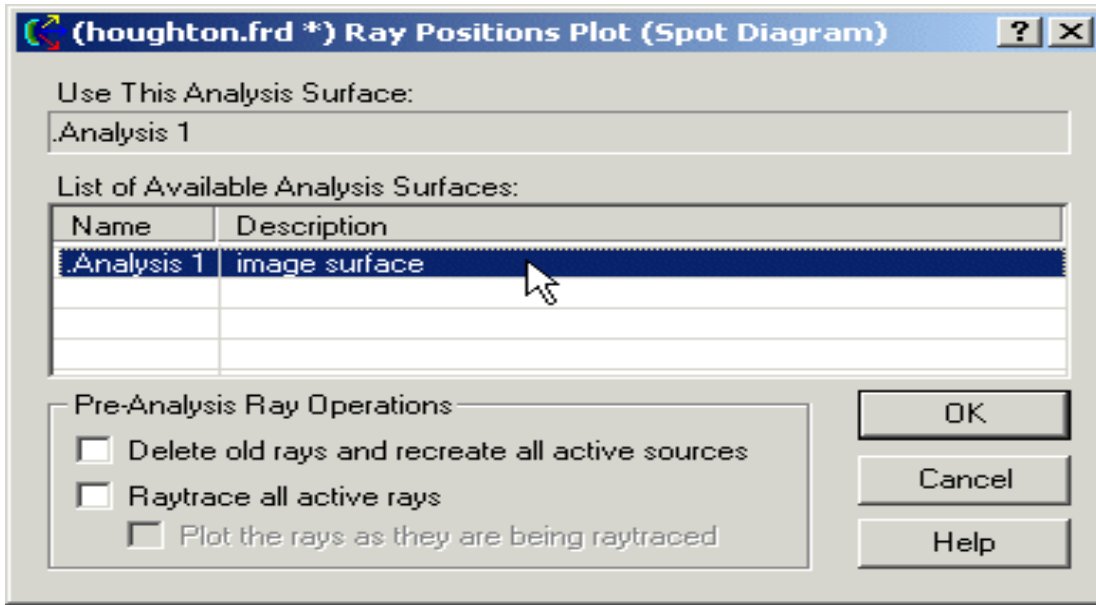 (houghton.frd *) Ray Positions Plot (Spot Diagram)
Use This Analysis Surface:
.Analysis 1
List of Available Analysis Surfaces:
Name Description
.Analysis 1 image surface
Pre-Analysis Ray Operations
Delete old rays and recreate all active sources
Raytrace all active rays
Plot the rays as they are being raytraced
OK
Cancel
Help